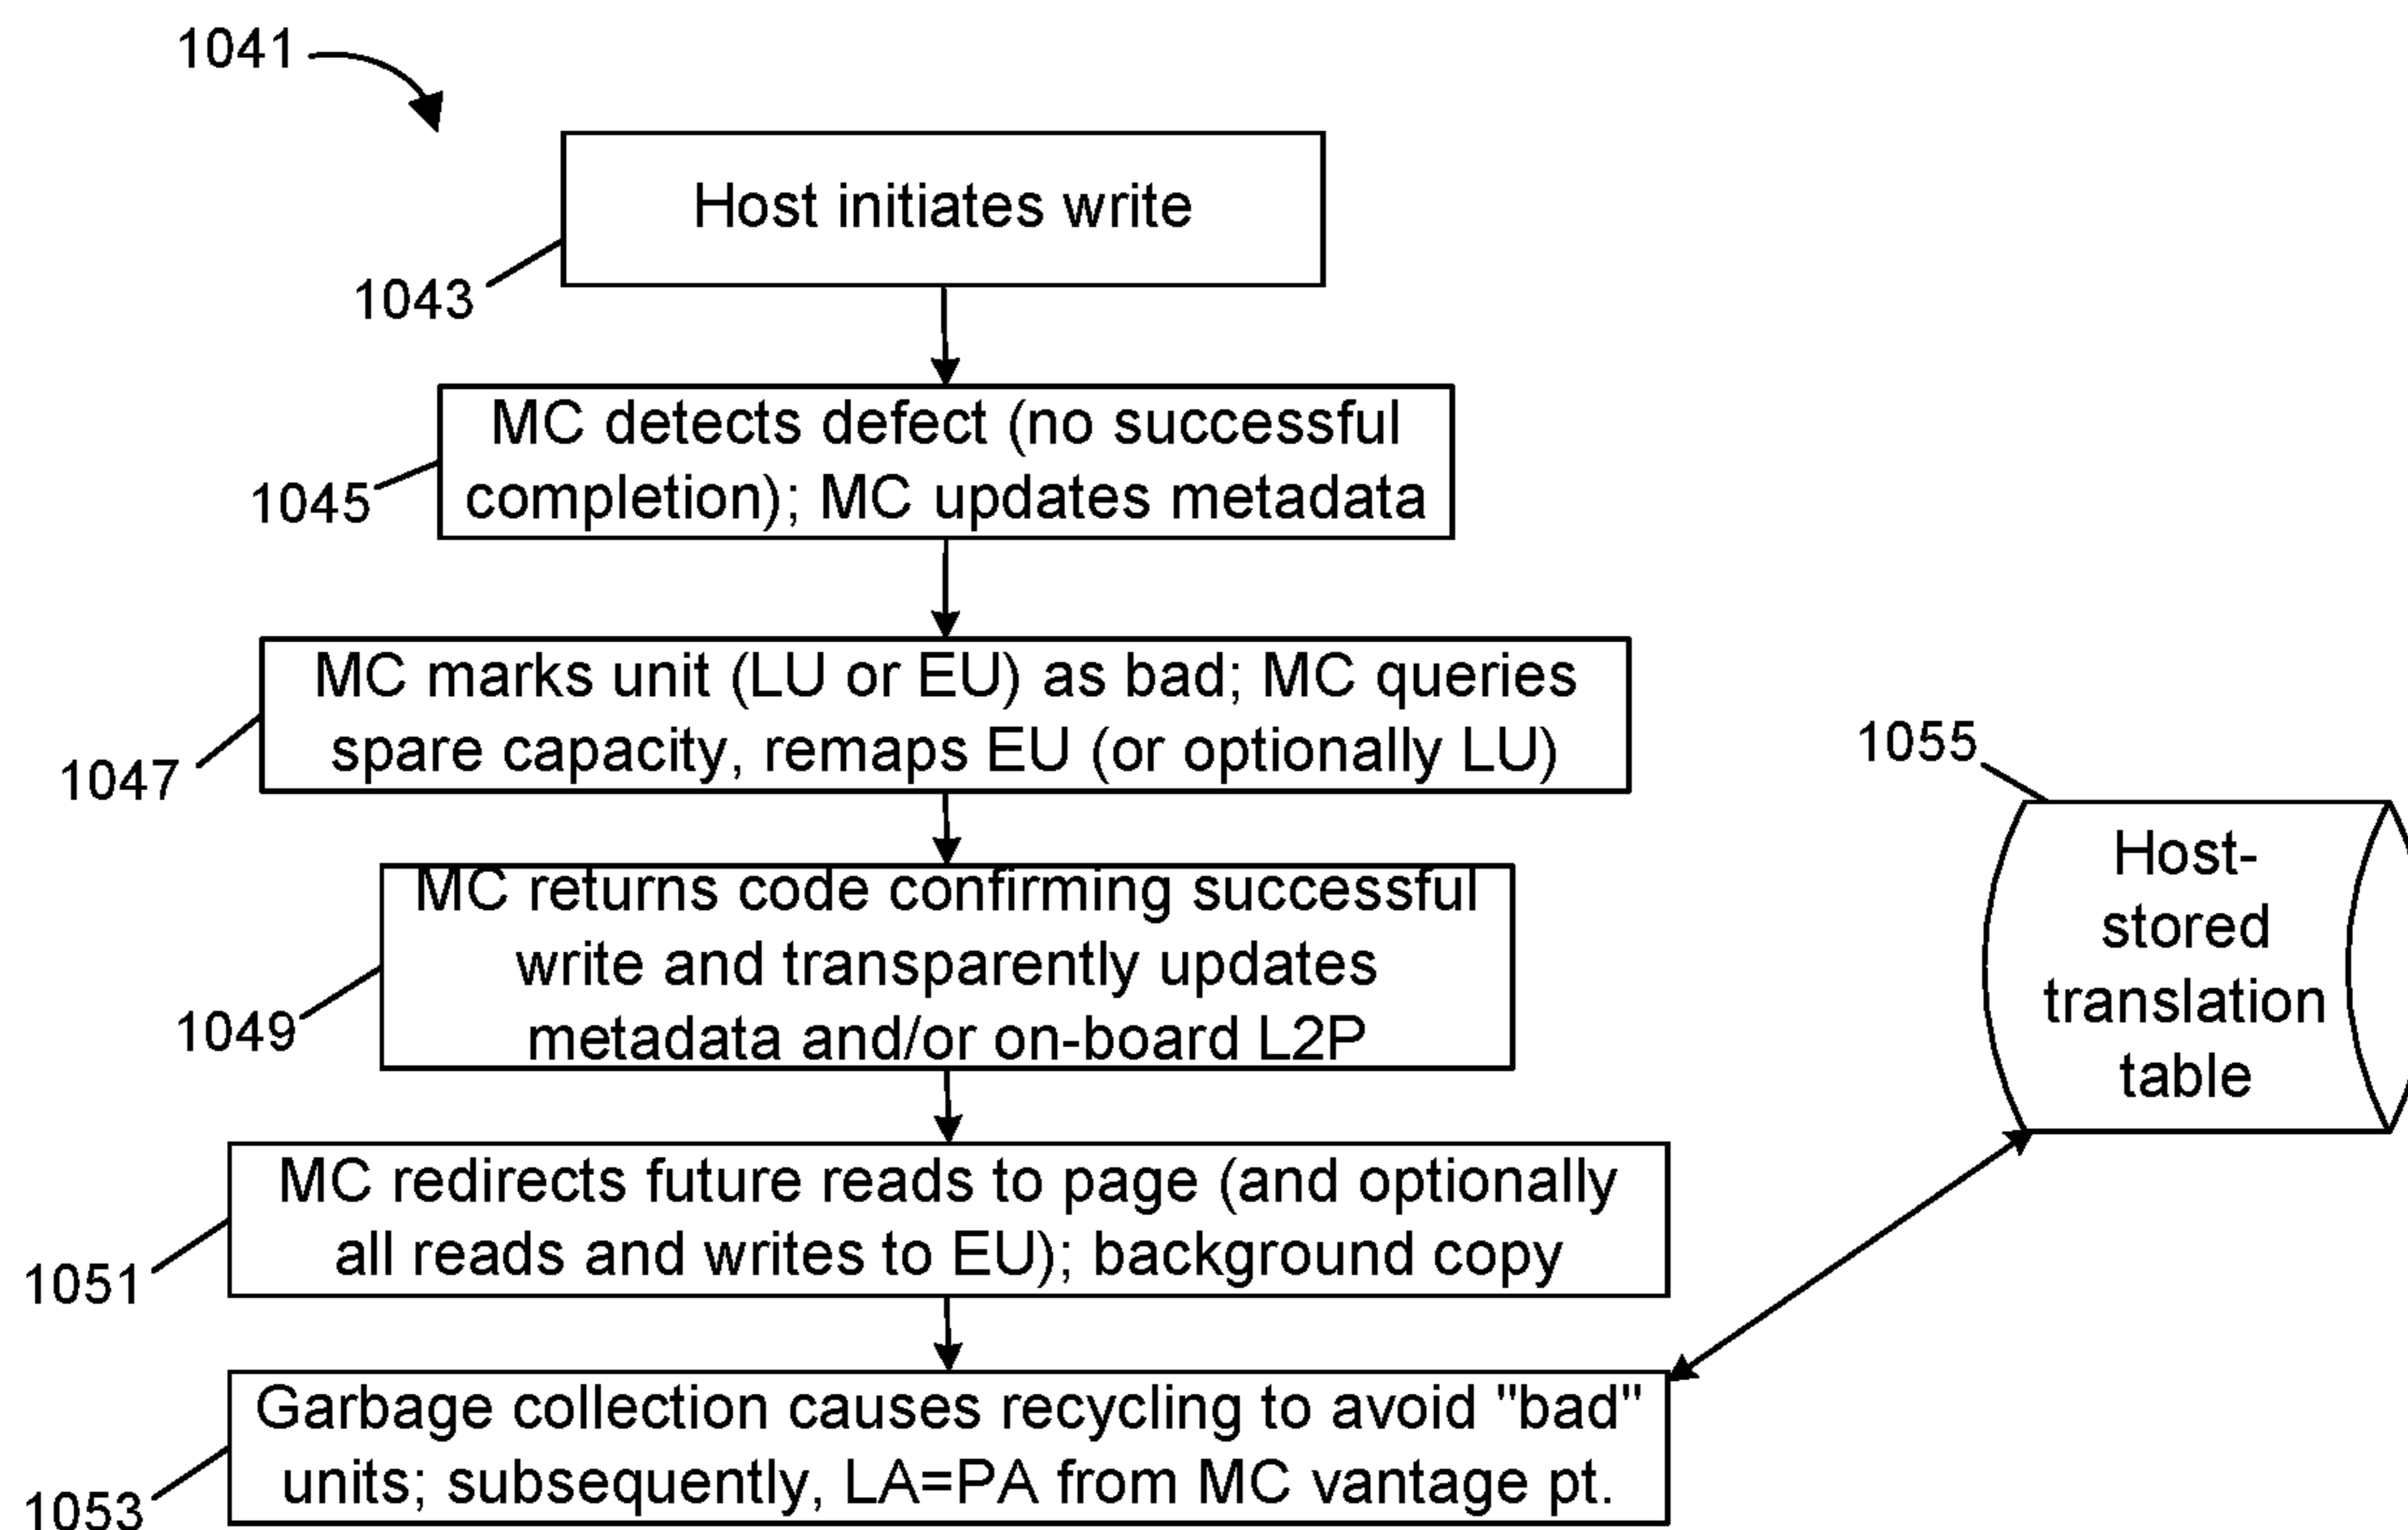 1041
Host initiates write
1043
MC detects defect (no successful
completion); MC updates metadata
1045
MC marks unit (LU or EU) as bad; MC queries
spare capacity, remaps EU (or optionally LU)
1047
1055
Host-
stored
translation
table
MC returns code confirming successful
write and transparently updates
metadata and/or on-board L2P
1049
MC redirects future reads to page (and optionally
all reads and writes to EU); background copy
1051
Garbage collection causes recycling to avoid "bad"
units; subsequently, LA=PA from MC vantage pt.
1053